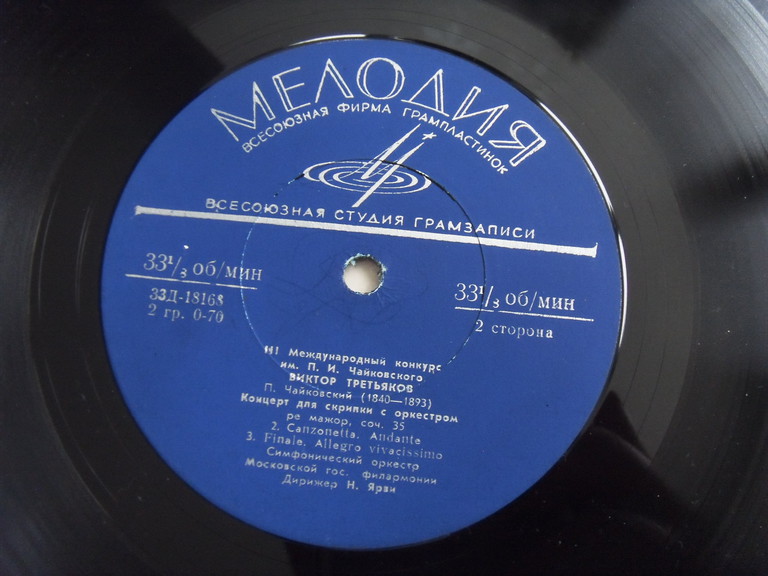 МЕЛОДИЯ
ВСЕСОЮЗНАЯ ФИРМА ГРАМПЛАСТИНОК
ВСЕСОЮЗНАЯ СТУДИЯ ГРАМЗАПИСИ
33⅓ об/мин
33Д-18168
2 гр. 0-70
33⅓ об/мин
2 сторона
III Международный конкурс
им. П. И. Чайковского
ВИКТОР ТРЕТЬЯКОВ
П. Чайковский (1840—1893)
Концерт для скрипки с оркестром
ре мажор, соч. 35
2. Canzonetta. Andante
3. Finale. Allegro vivacissimo
Симфонический оркестр
Московской гос. филармонии
Дирижер Н. Ярви